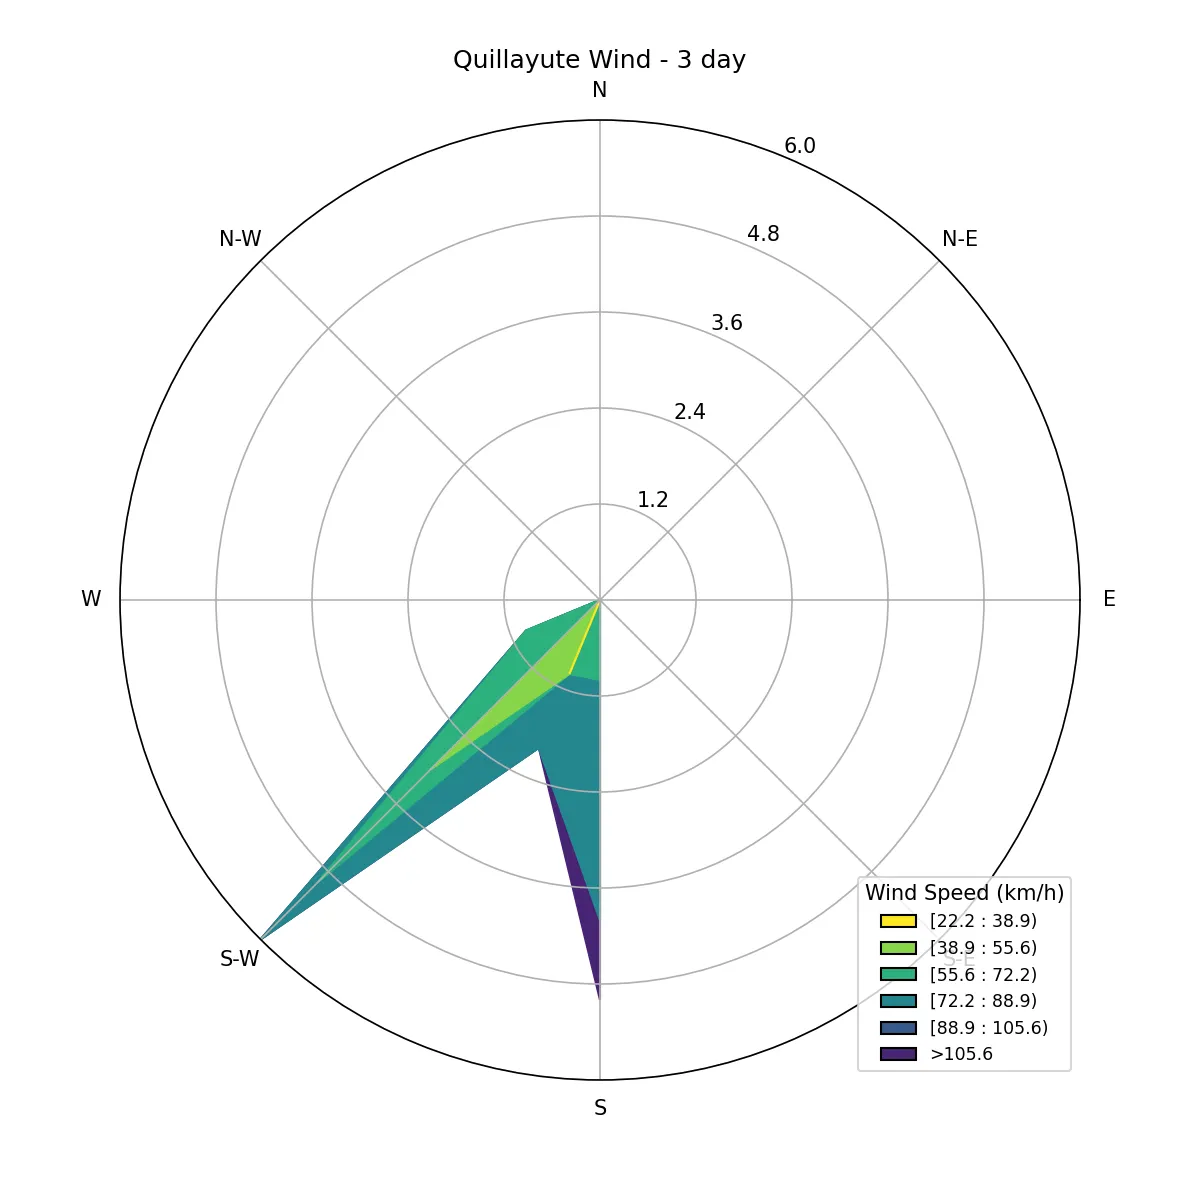 Quillayute Wind - 3 day
N
6.0
N-W
N-E
4.8
3.6
2.4
1.2
W
E
Wind Speed (km/h)
[22.2 : 38.9)
[38.9 : 55.6)
S-W
S-E
[55.6 : 72.2)
[72.2 : 88.9)
[88.9 : 105.6)
>105.6
S